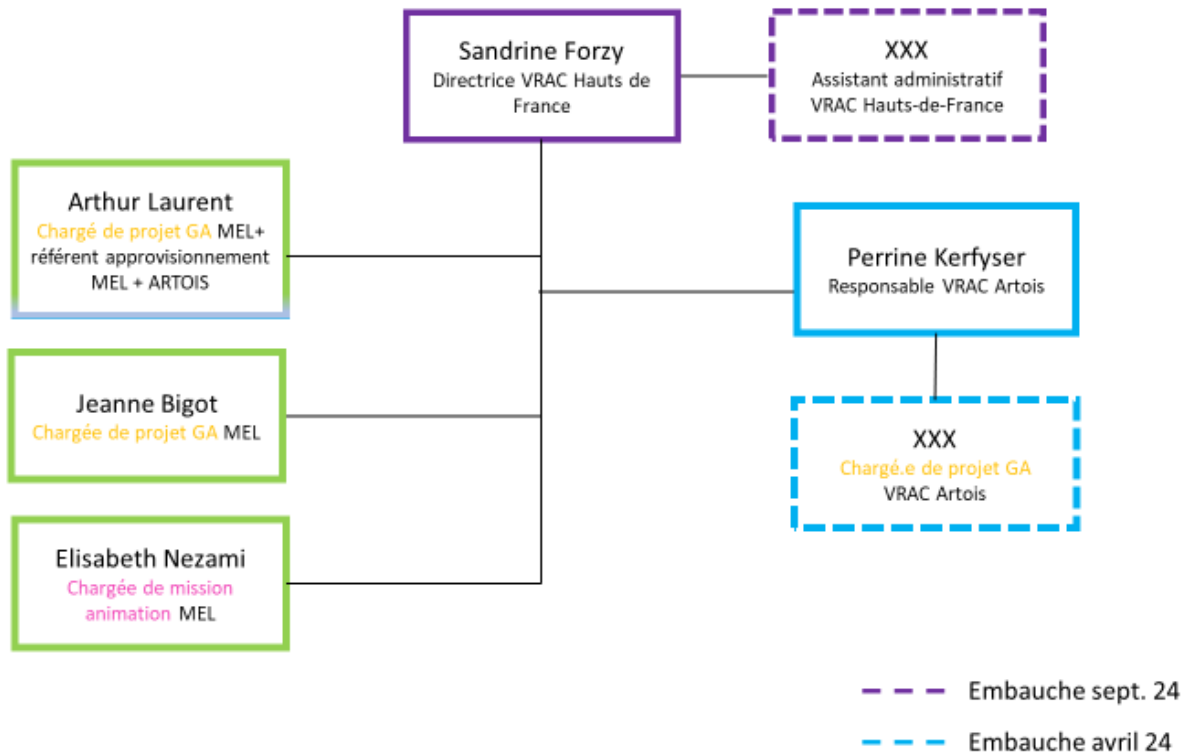 Sandrine Forzy
Directrice VRAC Hauts de
France
XXX
Assistant administratif
VRAC Hauts-de-France
Arthur Laurent
Chargé de projet GA MEL+
référent approvisionnement
MEL + ARTOIS
Perrine Kerfyser
Responsable VRAC Artois
Jeanne Bigot
Chargée de projet GA MEL
XXX
Chargé.e de projet GA
VRAC Artois
Elisabeth Nezami
Chargée de mission
animation MEL
Embauche sept. 24
Embauche avril 24